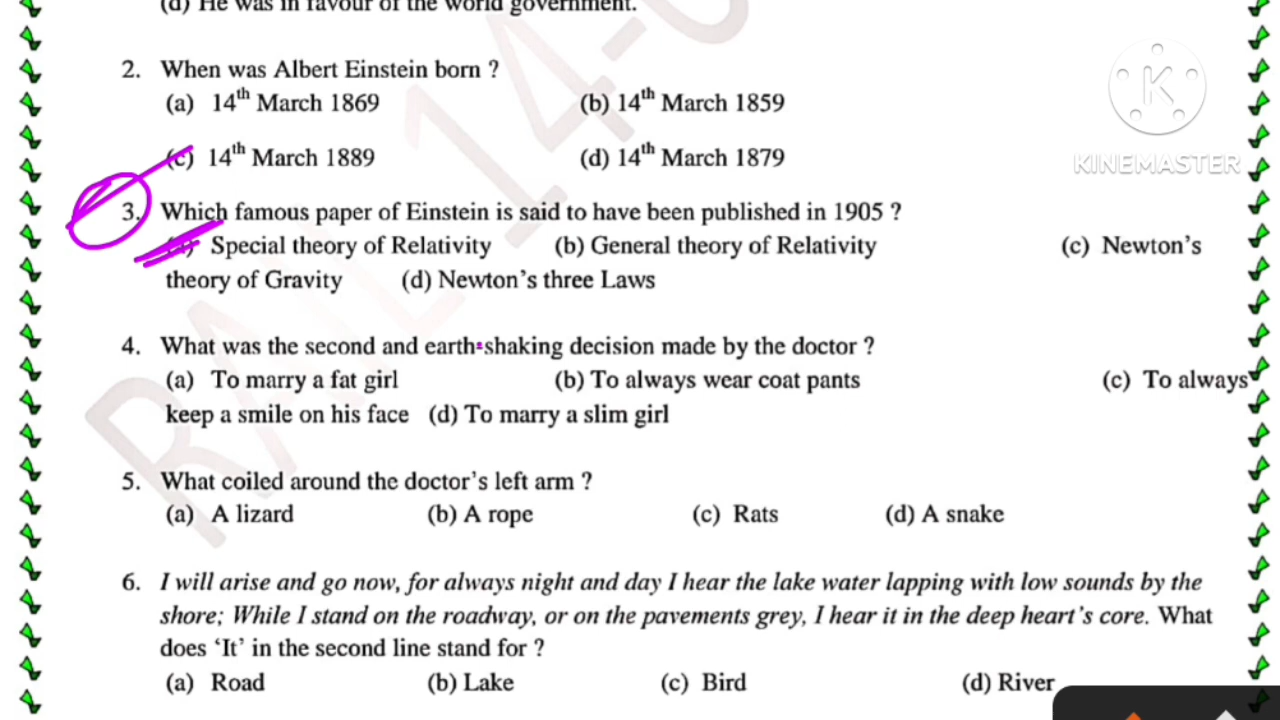 (d) He was in favour of the world government.
2. When was Albert Einstein born ?
(a) 14th March 1869 (b) 14th March 1859
K
KINEMASTER
(c) 14th March 1889 (d) 14th March 1879
3. Which famous paper of Einstein is said to have been published in 1905 ?
(a) Special theory of Relativity (b) General theory of Relativity (c) Newton's
theory of Gravity (d) Newton's three Laws
4. What was the second and earth-shaking decision made by the doctor ?
(a) To marry a fat girl (b) To always wear coat pants (c) To always
keep a smile on his face (d) To marry a slim girl
5. What coiled around the doctor's left arm ?
(a) A lizard (b) A rope (c) Rats (d) A snake
6. I will arise and go now, for always night and day I hear the lake water lapping with low sounds by the
shore; While I stand on the roadway, or on the pavements grey, I hear it in the deep heart's core. What
does ‘It’ in the second line stand for ?
(a) Road (b) Lake (c) Bird (d) River